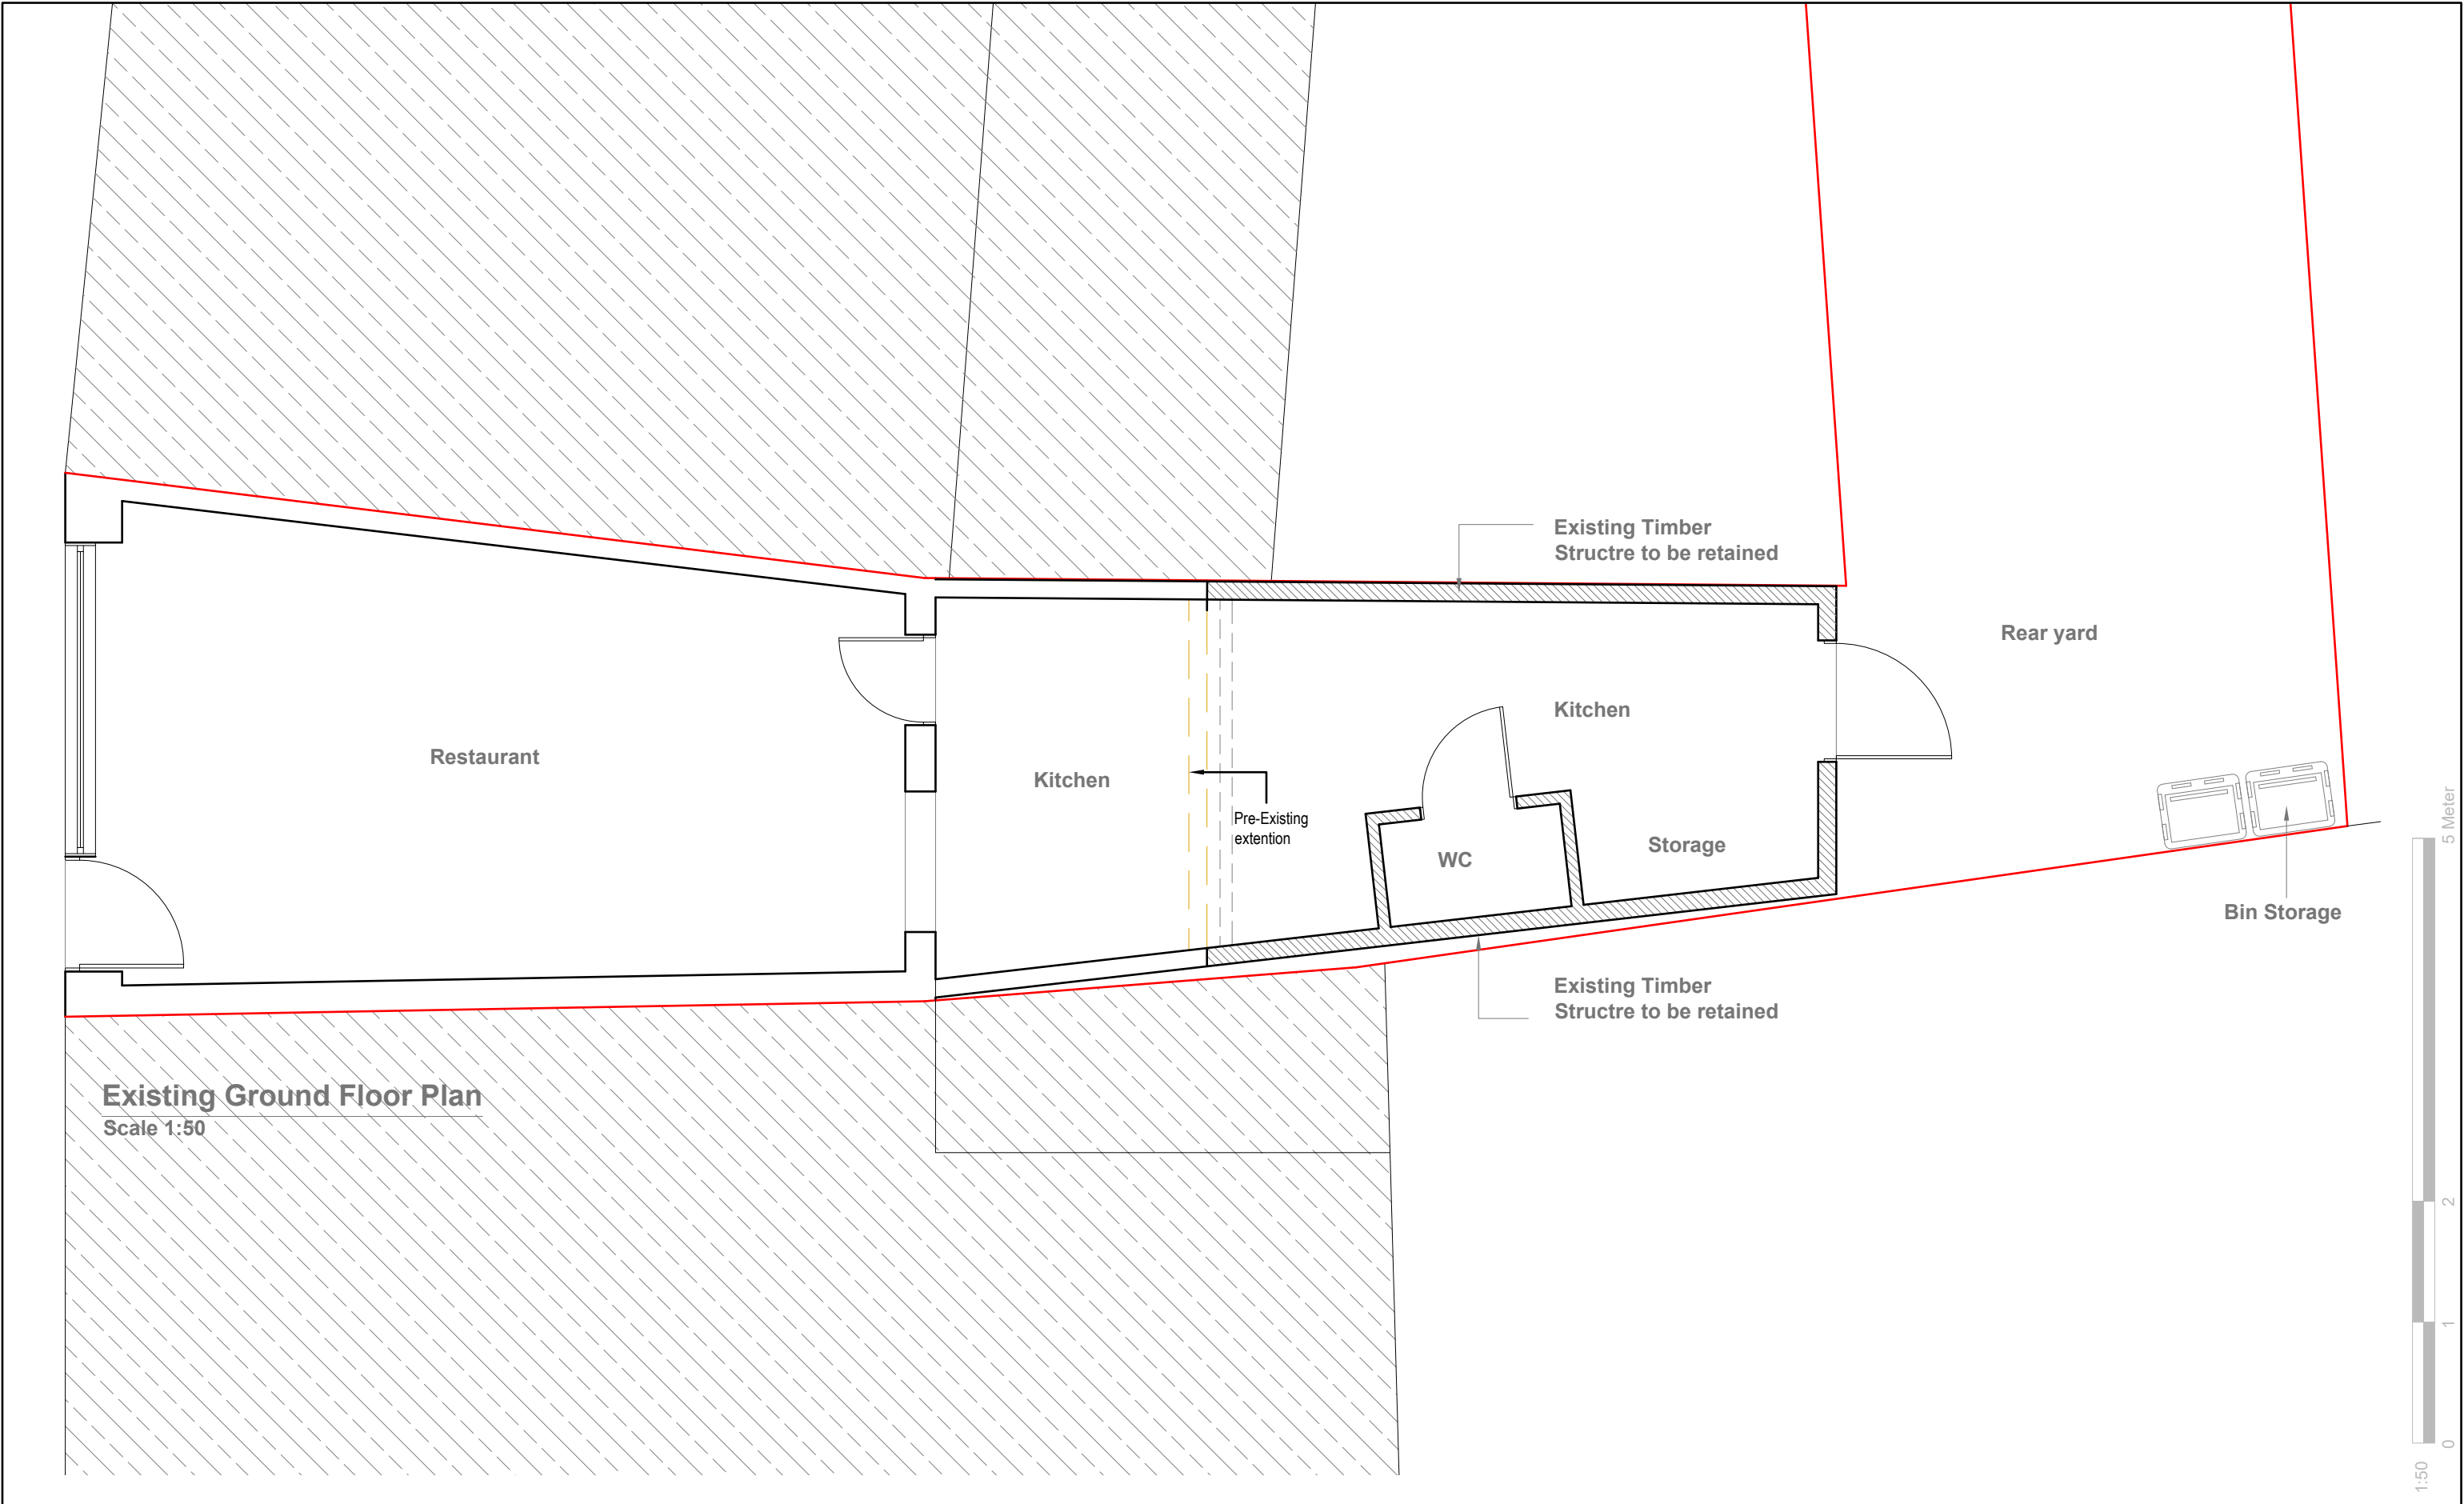 Existing Timber
Structre to be retained
Rear yard
Kitchen
Restaurant
Kitchen
Pre-Existing
extention
WC
Storage
Bin Storage
Existing Timber
Structre to be retained
Existing Ground Floor Plan
Scale 1:50
5 Meter
2
1
0
1:50